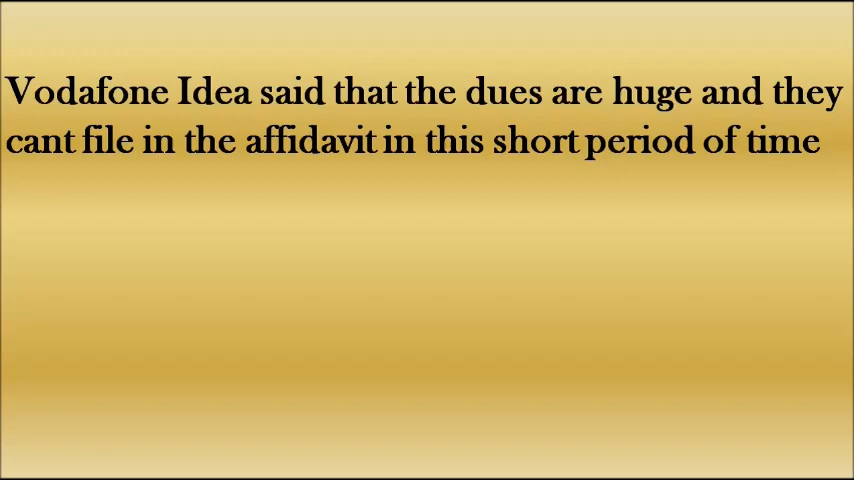 Vodafone Idea said that the dues are huge and they
cant file in the affidavit in this short period of time